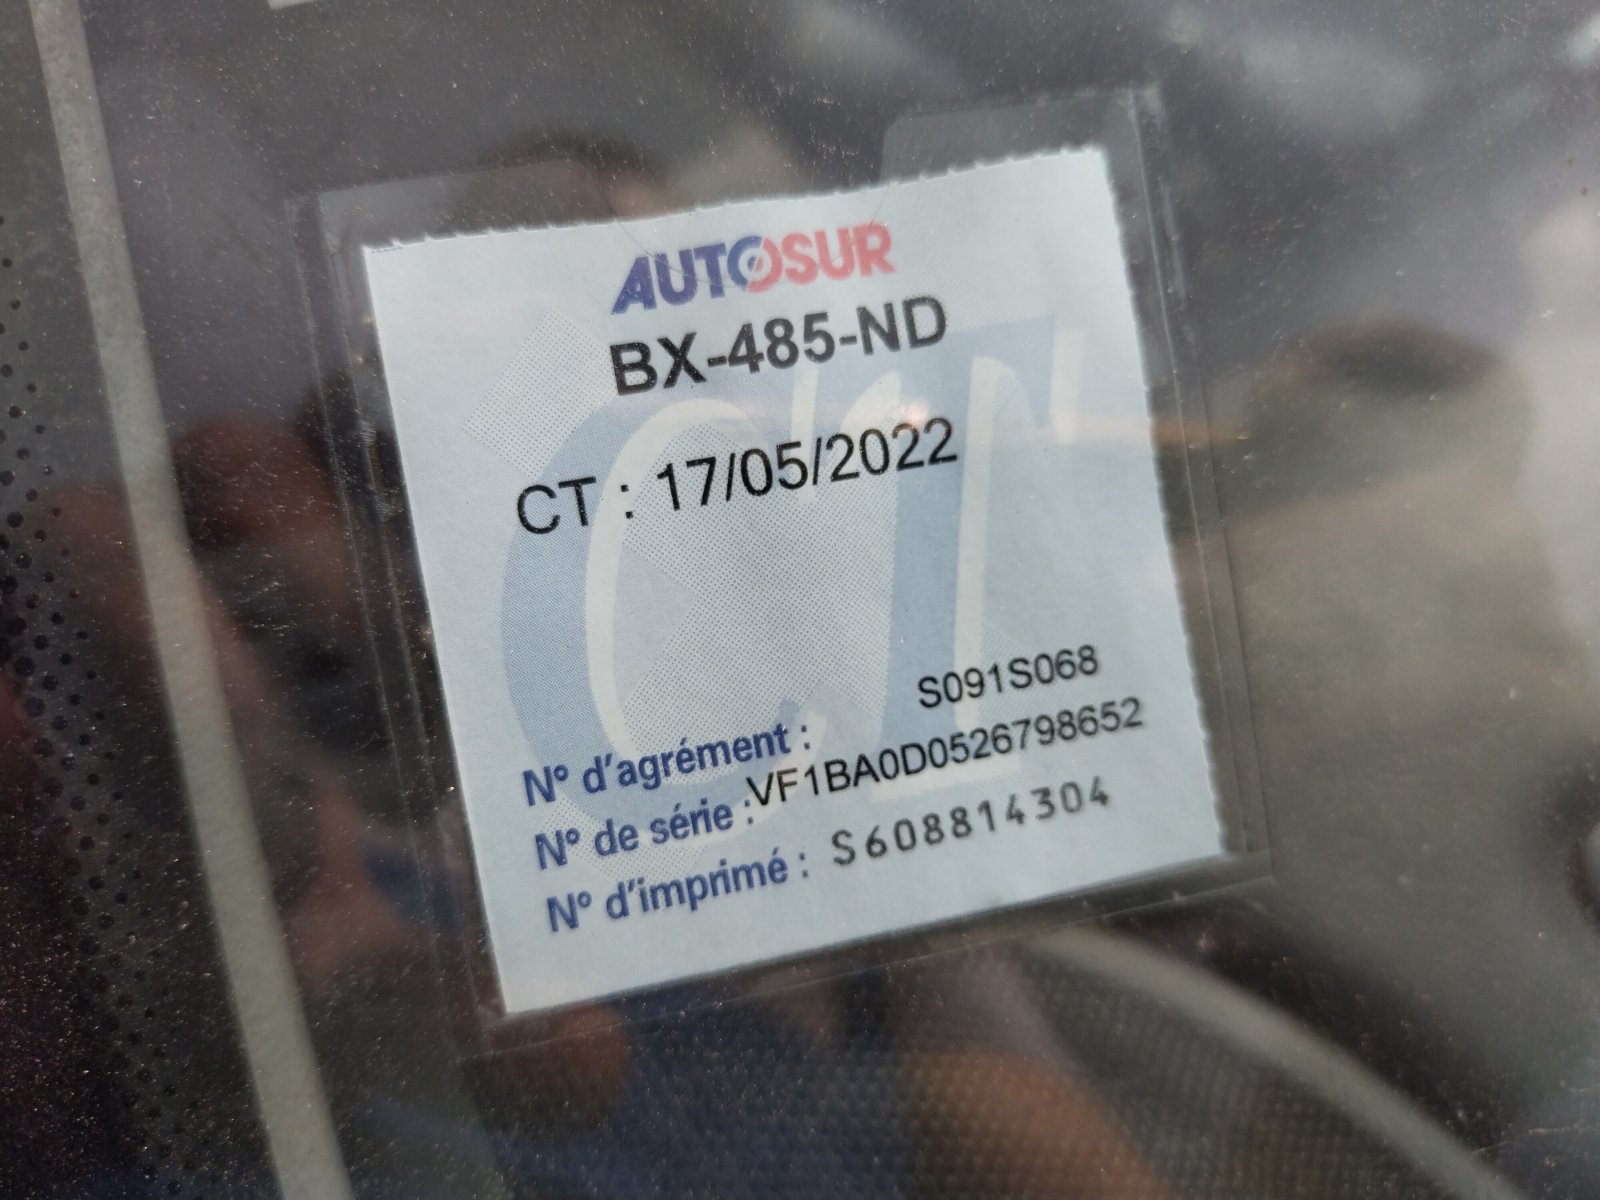 AUTOSUR
BX-485-ND
CT : 17/05/2022
N° d'agrément : S091S068
N° de série : VF1BA0D0526798652
N° d'imprimé : S608814304